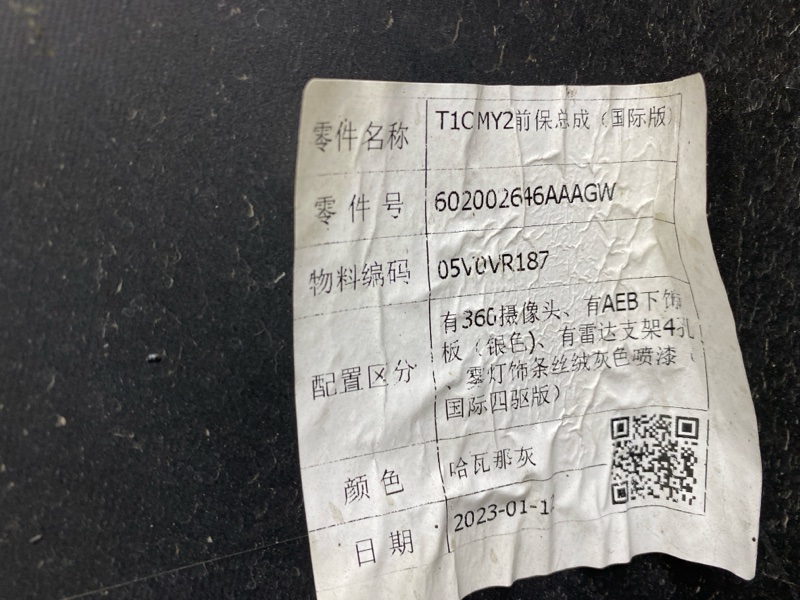 零件名称 T1CMY2前保总成（国际版）
零件号 602002646AAAGW
物料编码 05V0VR187
配置区分 有360摄像头、有AEB下饰
板（银色）、有雷达支架4孔
、雾灯饰条丝绒灰色喷漆（
国际四驱版）
颜色 哈瓦那灰
日期 2023-01-1